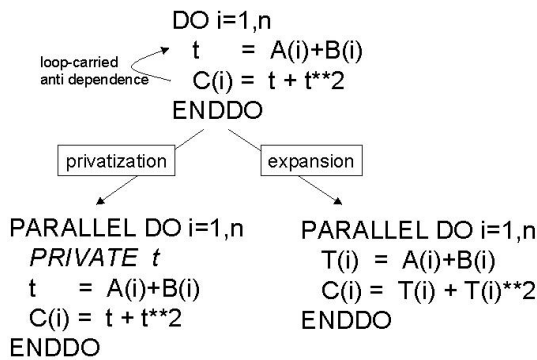 DO i=1,n
t = A(i)+B(i)
loop-carried
anti dependence
C(i) = t + t**2
ENDDO
privatization
expansion
PARALLEL DO i=1,n
PRIVATE t
t = A(i)+B(i)
C(i) = t + t**2
ENDDO
PARALLEL DO i=1,n
T(i) = A(i)+B(i)
C(i) = T(i) + T(i)**2
ENDDO